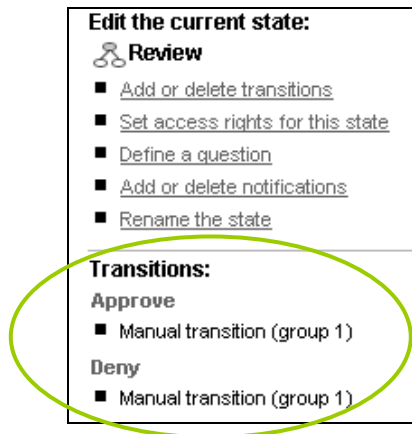 Edit the current state:
Review
Add or delete transitions
Set access rights for this state
Define a question
Add or delete notifications
Rename the state
Transitions:
Approve
Manual transition (group 1)
Deny
Manual transition (group 1)